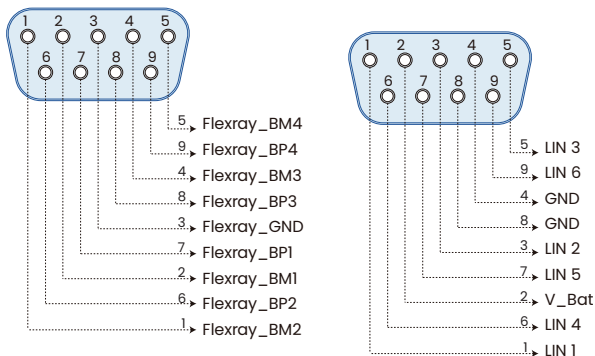 1 2 3 4 5
6 7 8 9
5 Flexray_BM4
9 Flexray_BP4
4 Flexray_BM3
8 Flexray_BP3
3 Flexray_GND
7 Flexray_BP1
2 Flexray_BM1
6 Flexray_BP2
1 Flexray_BM2
1 2 3 4 5
6 7 8 9
5 LIN 3
9 LIN 6
4 GND
8 GND
3 LIN 2
7 LIN 5
2 V_Bat
6 LIN 4
1 LIN 1